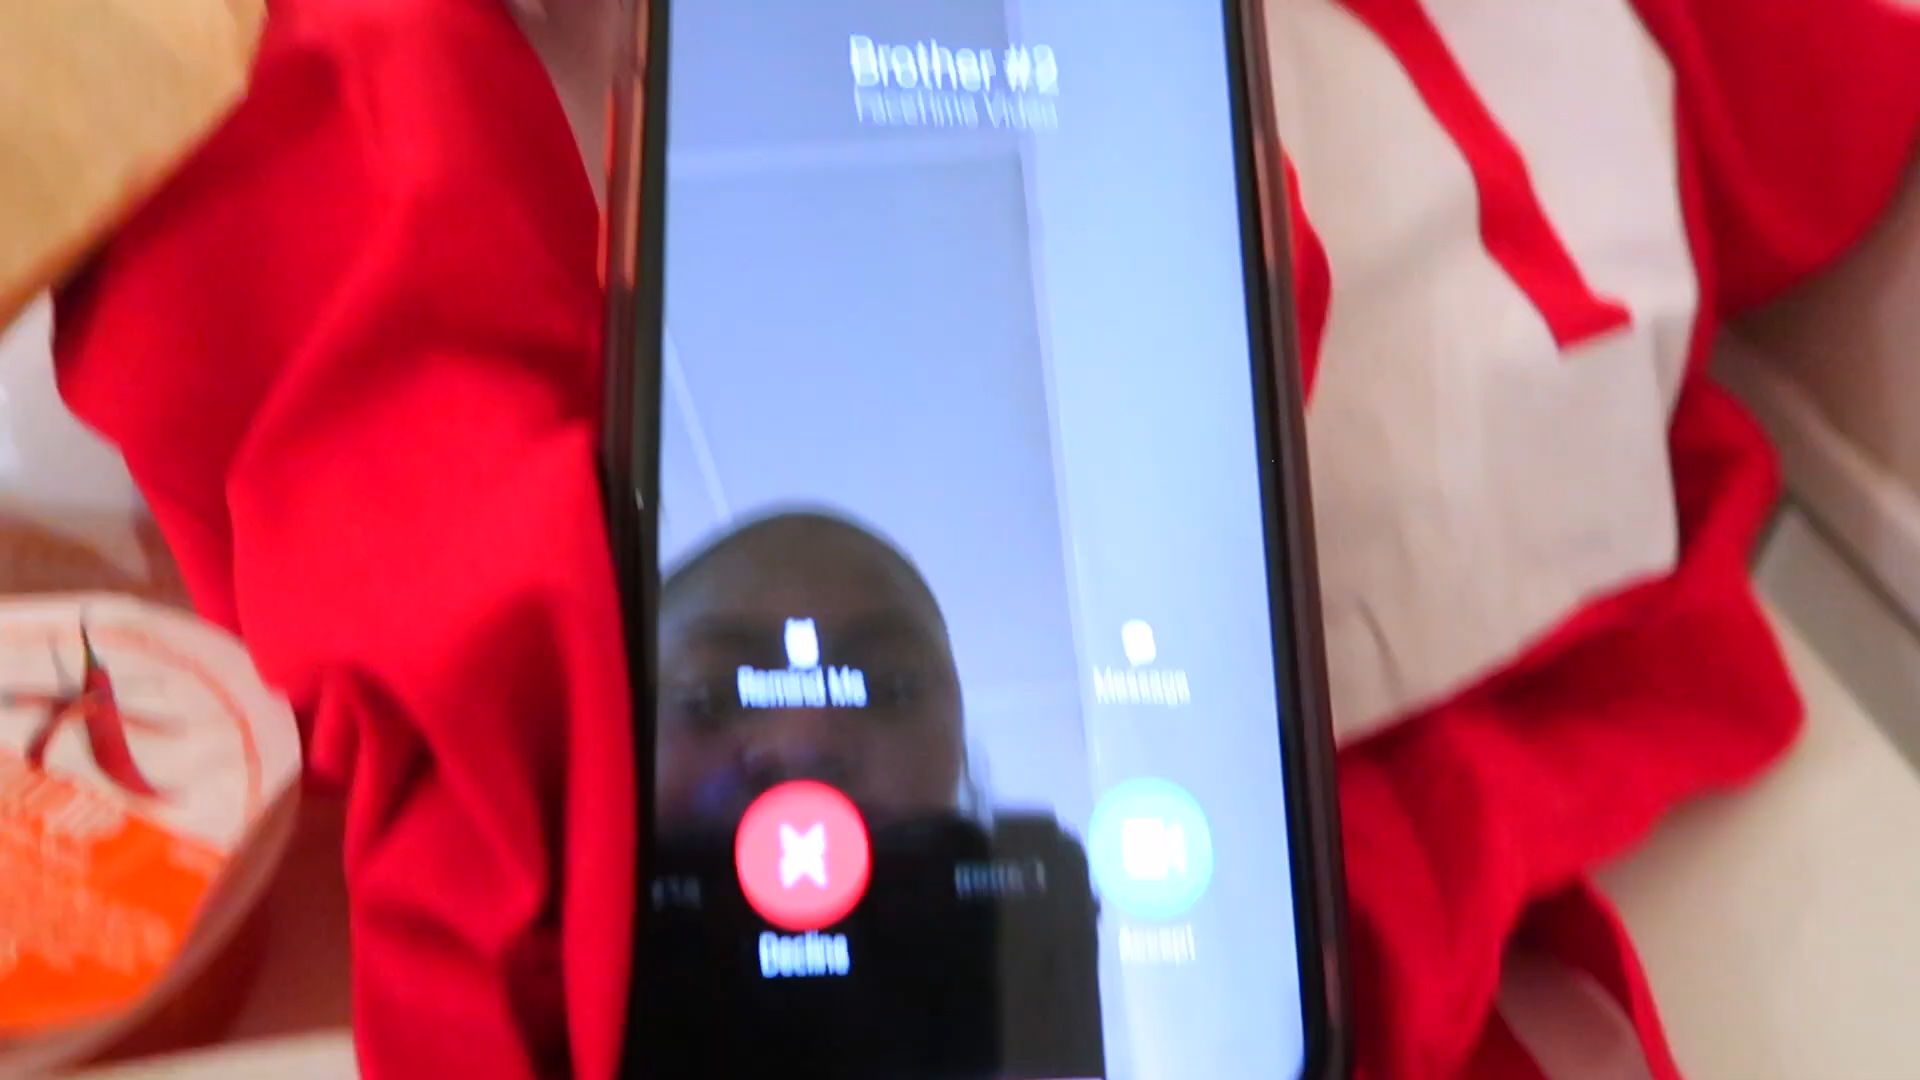 Brother #2
FaceTime Video
Remind Me
Message
Decline
Accept